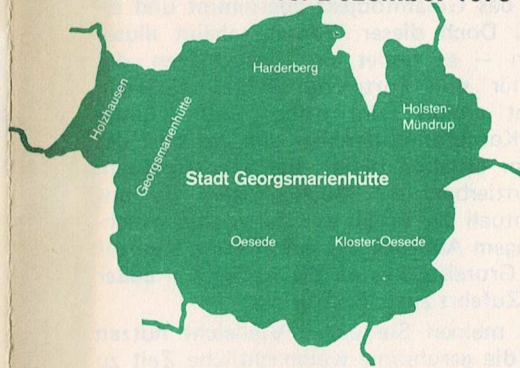 Harderberg
Holzhausen
Georgsmarienhütte
Holsten-
Mündrup
Stadt Georgsmarienhütte
Oesede
Kloster-Oesede